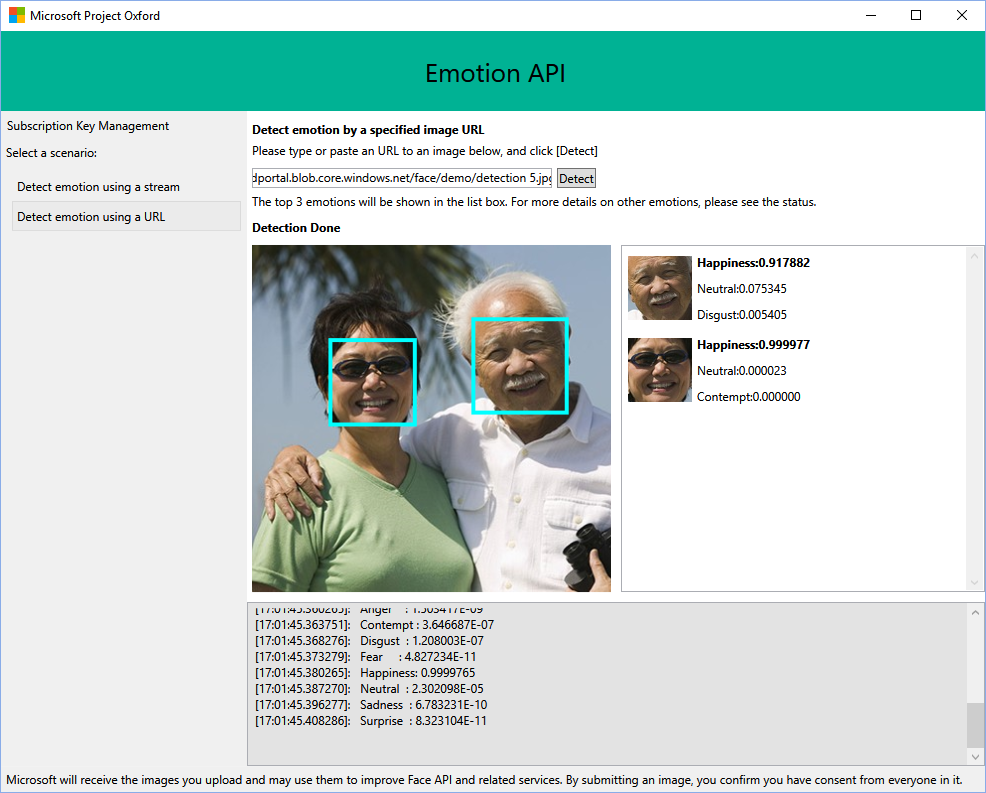 Microsoft Project Oxford
Emotion API
Subscription Key Management
Select a scenario:
Detect emotion using a stream
Detect emotion using a URL
Detect emotion by a specified image URL
Please type or paste an URL to an image below, and click [Detect]
dportal.blob.core.windows.net/face/demo/detection 5.jpg
Detect
The top 3 emotions will be shown in the list box. For more details on other emotions, please see the status.
Detection Done
Happiness:0.917882
Neutral:0.075345
Disgust:0.005405
Happiness:0.999977
Neutral:0.000023
Contempt:0.000000
[17:01:45.360265]: Anger : 1.503417E-09
[17:01:45.363751]: Contempt : 3.646687E-07
[17:01:45.368276]: Disgust : 1.208003E-07
[17:01:45.373279]: Fear : 4.827234E-11
[17:01:45.380265]: Happiness: 0.9999765
[17:01:45.387270]: Neutral : 2.302098E-05
[17:01:45.396277]: Sadness : 6.783231E-10
[17:01:45.408286]: Surprise : 8.323104E-11
Microsoft will receive the images you upload and may use them to improve Face API and related services. By submitting an image, you confirm you have consent from everyone in it.